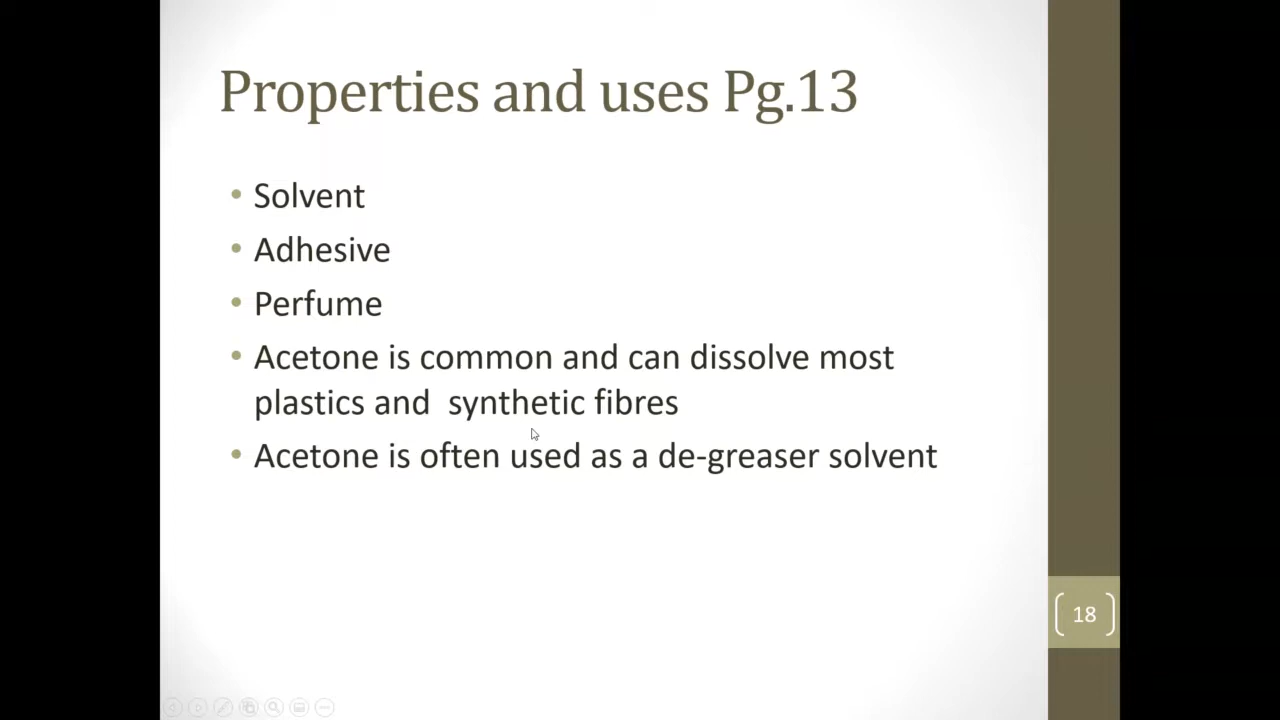 Properties and uses Pg.13
• Solvent
• Adhesive
• Perfume
• Acetone is common and can dissolve most
plastics and  synthetic fibres
• Acetone is often used as a de-greaser solvent
18